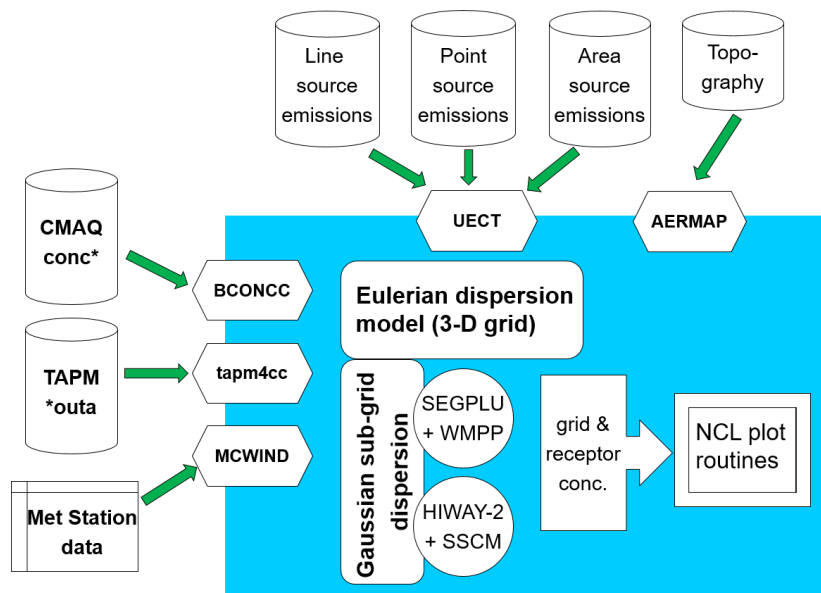 Line
source
emissions
Point
source
emissions
Area
source
emissions
Topo-
graphy
UECT
AERMAP
CMAQ
conc*
BCONCC
TAPM
*outa
tapm4cc
MCWIND
Met Station
data
Eulerian dispersion
model (3-D grid)
Gaussian sub-grid
dispersion
SEGPLU
+ WMPP
HIWAY-2
+ SSCM
grid &
receptor
conc.
NCL plot
routines